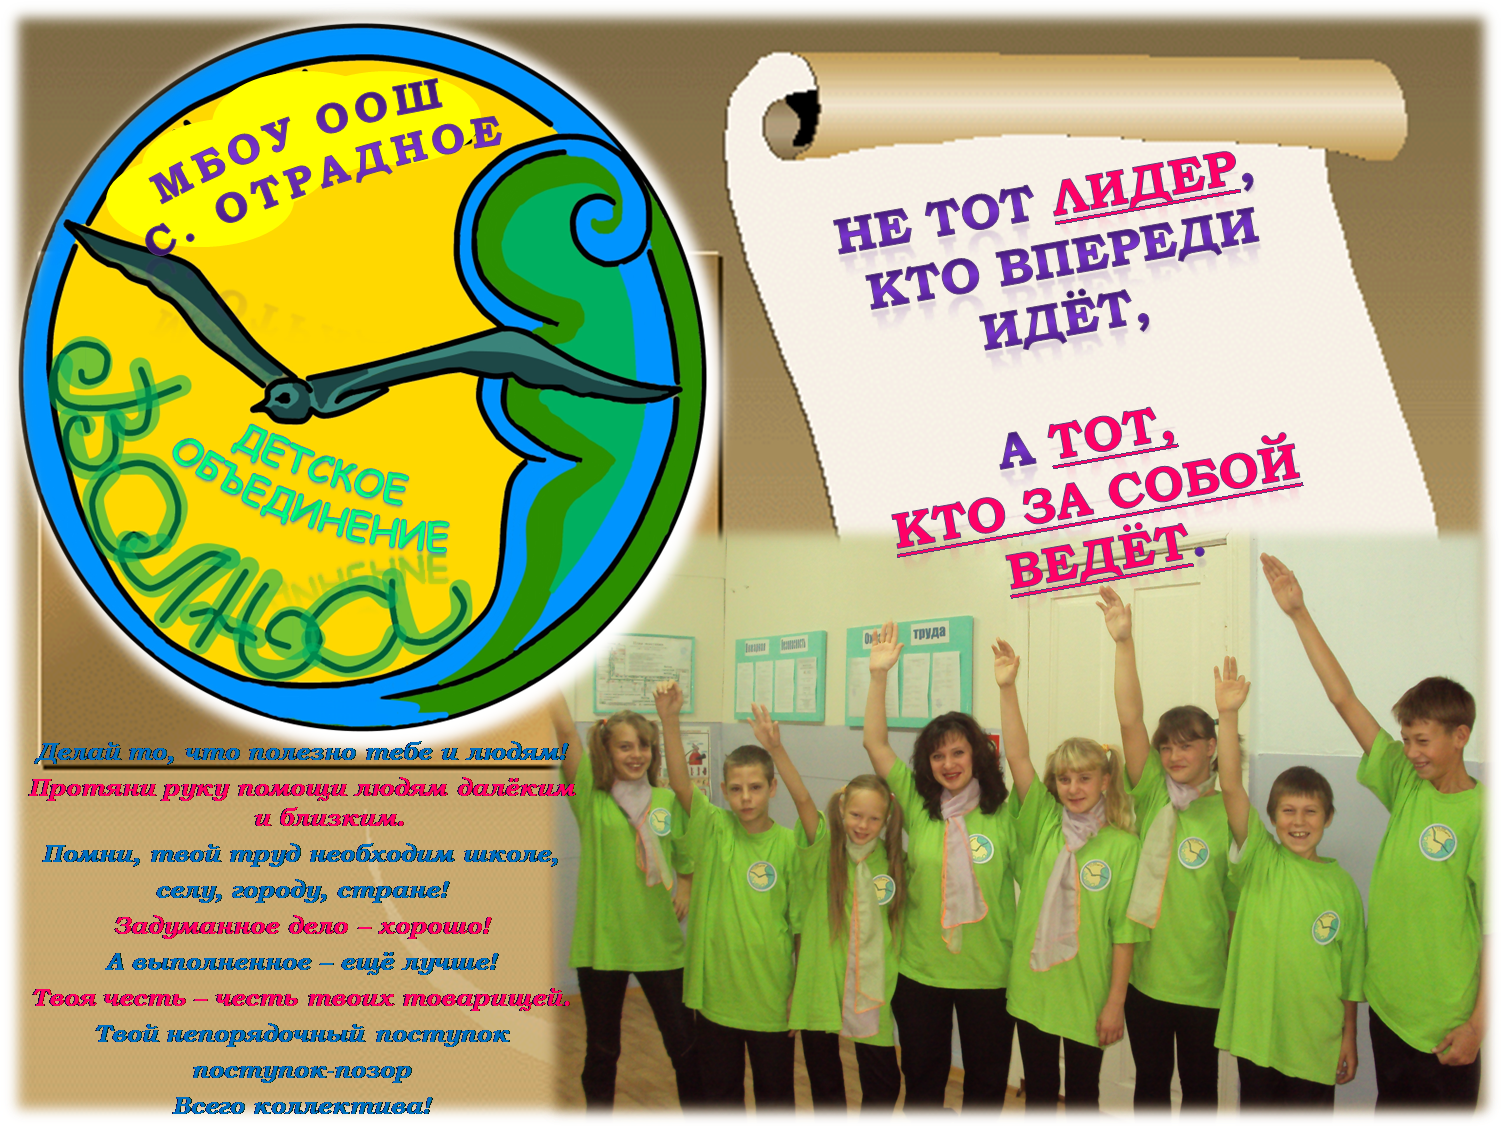 МБОУ ООШ
С. ОТРАДНОЕ
ДЕТСКОЕ
ОБЪЕДИНЕНИЕ
Волна
НЕ ТОТ ЛИДЕР,
КТО ВПЕРЕДИ
ИДЁТ,
А ТОТ,
КТО ЗА СОБОЙ
ВЕДЁТ.
труда
Делай то, что полезно тебе и людям!
Протяни руку помощи людям далёким
и близким.
Помни, твой труд необходим школе,
селу, городу, стране!
Задуманное дело – хорошо!
А выполненное – ещё лучше!
Твоя честь – честь твоих товарищей.
Твой непорядочный поступок
поступок-позор
Всего коллектива!